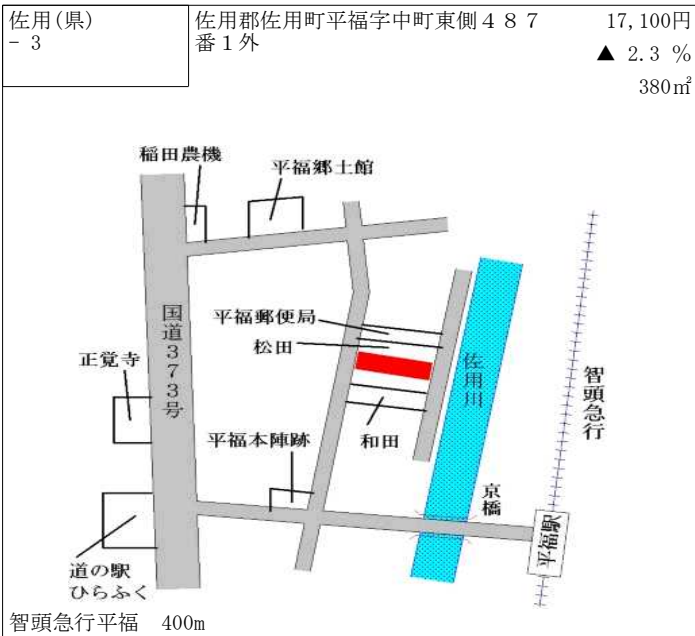 佐用(県)
- 3
佐用郡佐用町平福字中町東側４８７
番１外
17,100円
▲ 2.3 %
380㎡
稲田農機
平福郷土館
国道373号
平福郵便局
松田
正覚寺
佐用川
智頭急行
平福本陣跡
和田
京橋
平福駅
道の駅
ひらふく
智頭急行平福　400m